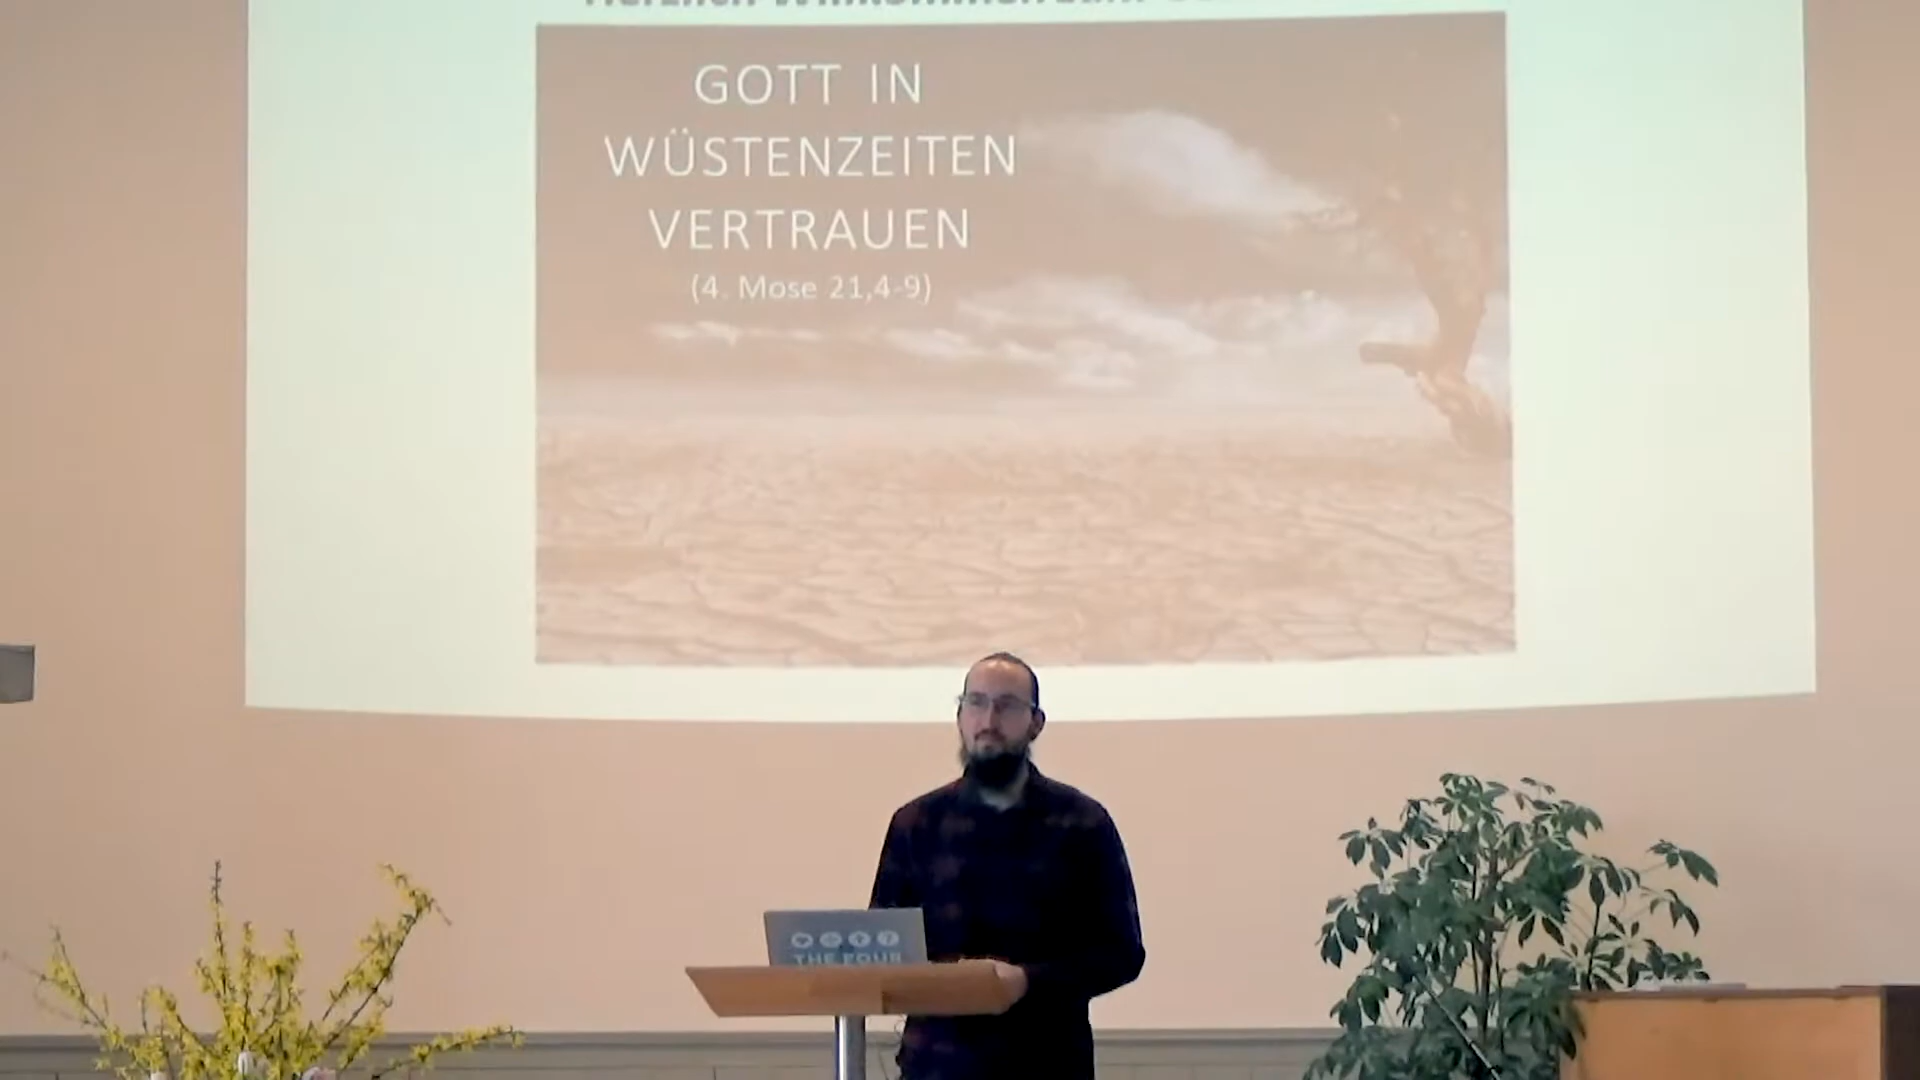 GOTT IN
WÜSTENZEITEN
VERTRAUEN
(4. Mose 21,4-9)
THE FOUR